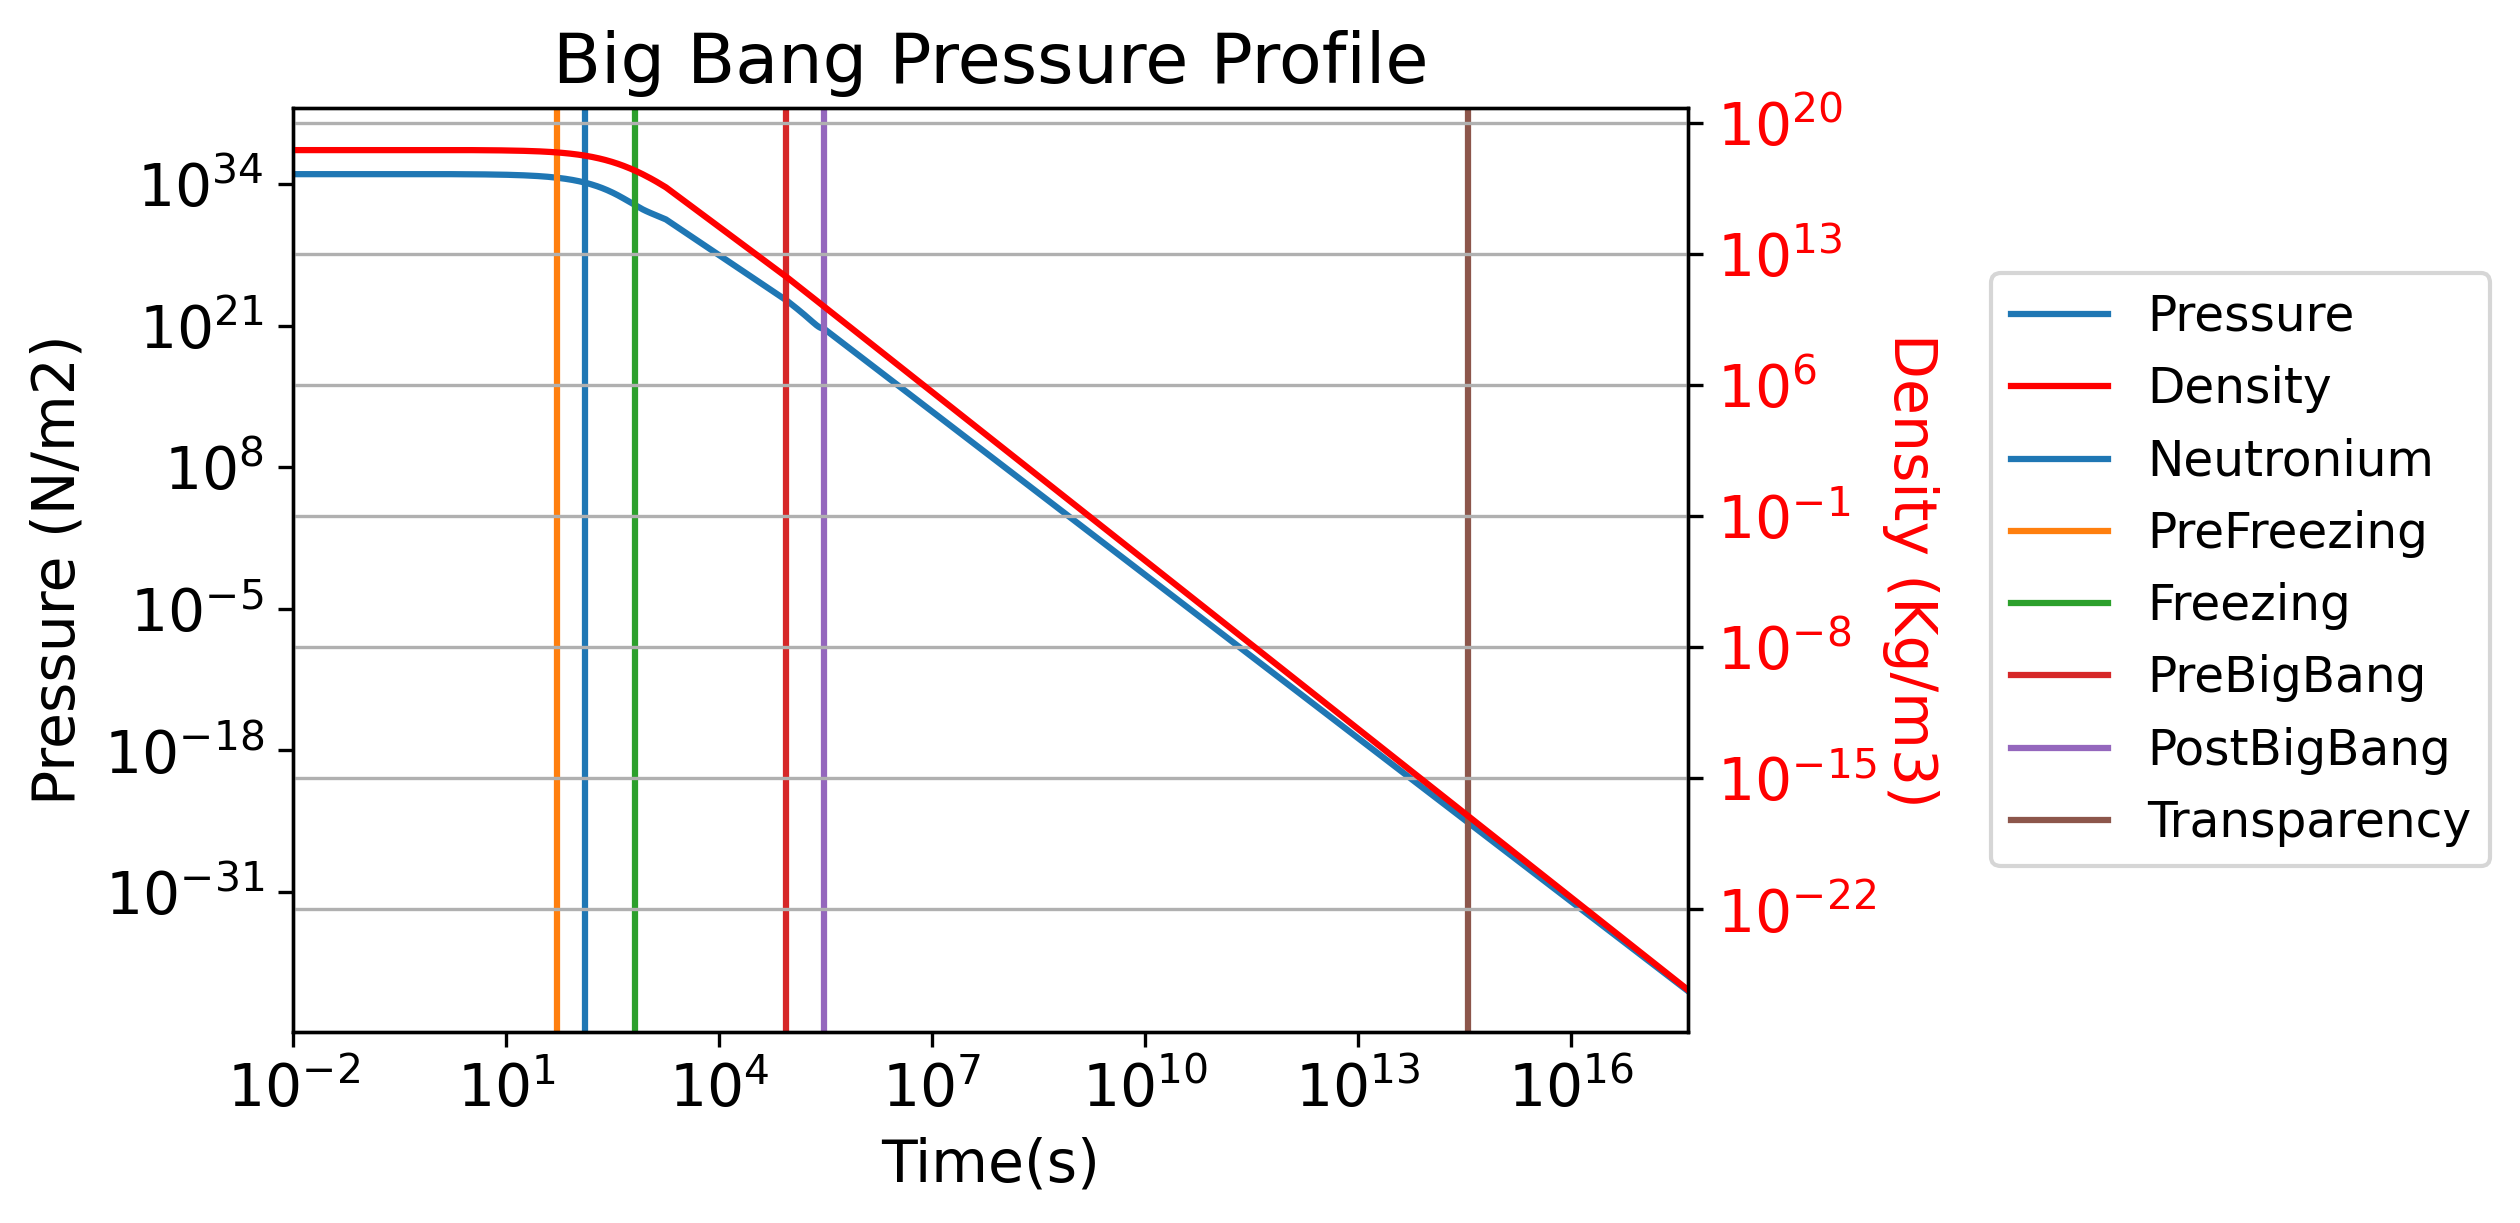 Big Bang Pressure Profile
Pressure (N/m2)
10^34
10^21
10^8
10^−5
10^−18
10^−31
10^−2
10^1
10^4
10^7
10^10
10^13
10^16
Time(s)
10^20
10^13
10^6
10^−1
10^−8
10^−15
10^−22
Density (Kg/m3)
Pressure
Density
Neutronium
PreFreezing
Freezing
PreBigBang
PostBigBang
Transparency